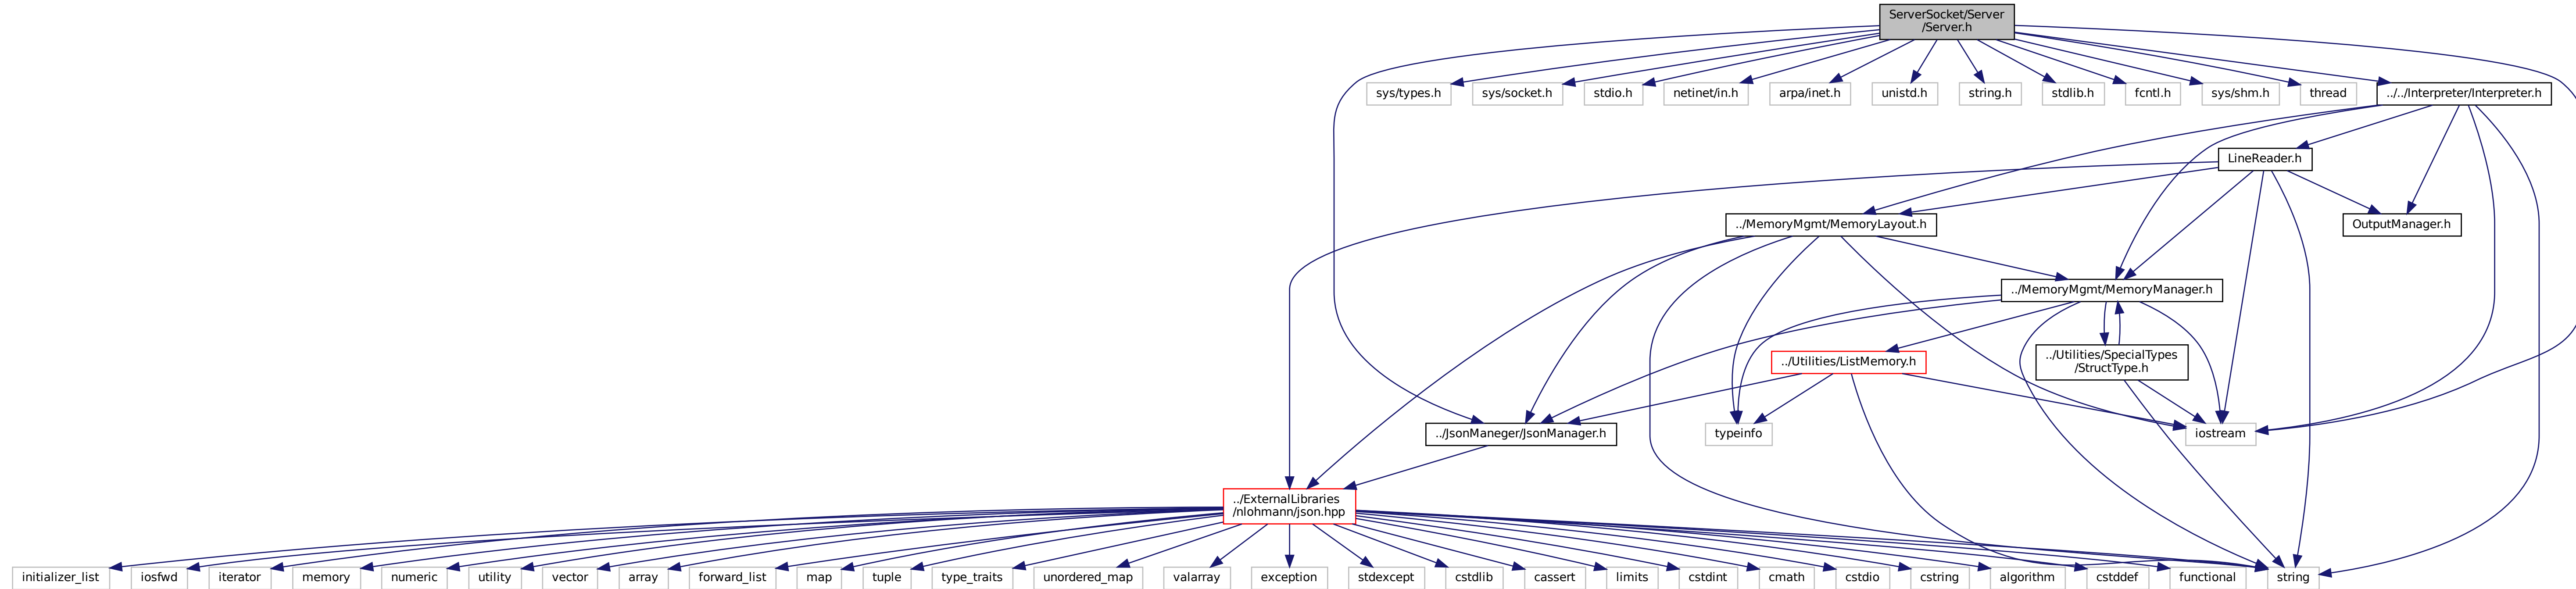 ServerSocket/Server
/Server.h
sys/types.h
sys/socket.h
stdio.h
netinet/in.h
arpa/inet.h
unistd.h
string.h
stdlib.h
fcntl.h
sys/shm.h
thread
../../Interpreter/Interpreter.h
LineReader.h
../MemoryMgmt/MemoryLayout.h
OutputManager.h
../MemoryMgmt/MemoryManager.h
../Utilities/ListMemory.h
../Utilities/SpecialTypes
/StructType.h
../JsonManeger/JsonManager.h
typeinfo
iostream
../ExternalLibraries
/nlohmann/json.hpp
initializer_list
iosfwd
iterator
memory
numeric
utility
vector
array
forward_list
map
tuple
type_traits
unordered_map
valarray
exception
stdexcept
cstdlib
cassert
limits
cstdint
cmath
cstdio
cstring
algorithm
cstddef
functional
string